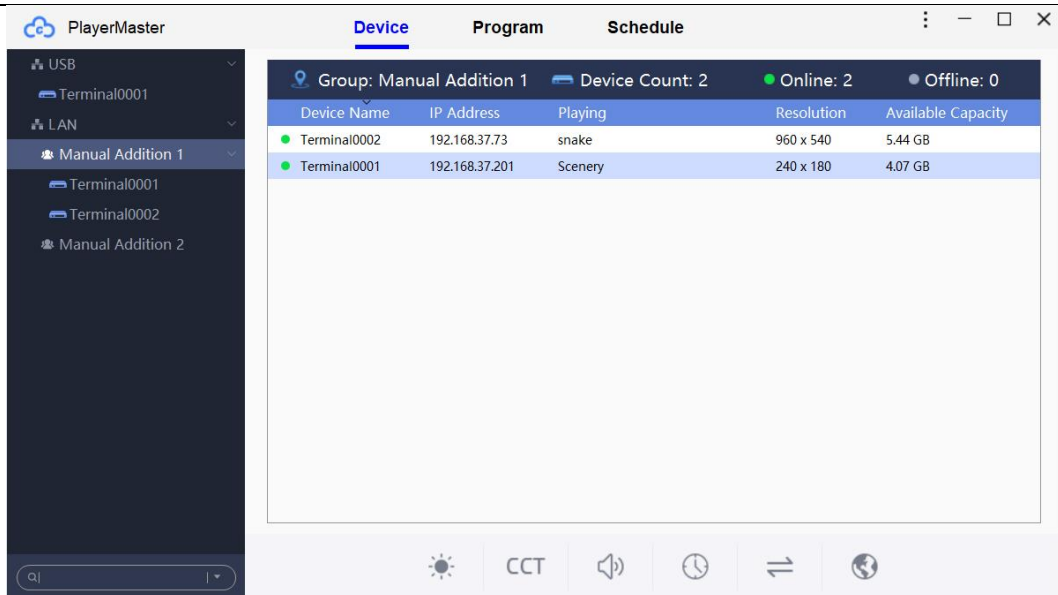 PlayerMaster
Device Program Schedule
USB
Terminal0001
LAN
Manual Addition 1
Terminal0001
Terminal0002
Manual Addition 2
Group: Manual Addition 1 Device Count: 2 Online: 2 Offline: 0
Device Name IP Address Playing Resolution Available Capacity
Terminal0002 192.168.37.73 snake 960 x 540 5.44 GB
Terminal0001 192.168.37.201 Scenery 240 x 180 4.07 GB
CCT